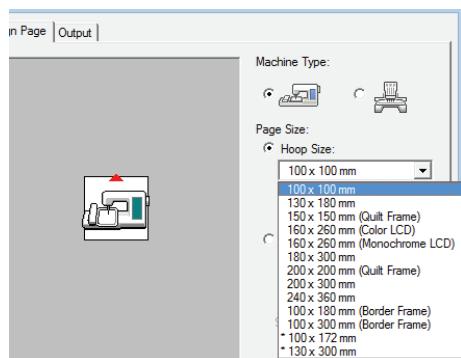 n Page
Output
Machine Type:
Page Size:
Hoop Size:
100 x 100 mm
100 x 100 mm
130 x 180 mm
150 x 150 mm (Quilt Frame)
160 x 260 mm (Color LCD)
160 x 260 mm (Monochrome LCD)
180 x 300 mm
200 x 200 mm (Quilt Frame)
200 x 300 mm
240 x 360 mm
100 x 180 mm (Border Frame)
100 x 300 mm (Border Frame)
* 100 x 172 mm
* 130 x 300 mm